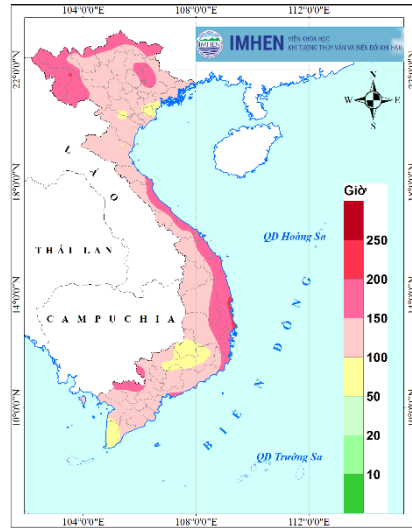 104°0'0"E 108°0'0"E 112°0'0"E
IMHEN
IMHEN
VIỆN KHOA HỌC
KHÍ TƯỢNG THỦY VĂN VÀ BIẾN ĐỔI KHÍ HẬU
22°0'0"N
N
W E
S
LÀO
18°0'0"N
Giờ
QĐ Hoàng Sa
THÁI LAN
250
200
150
100
50
20
10
14°0'0"N
CAMPUCHIA
BIỂN ĐÔNG
10°0'0"N
QĐ Trường Sa
104°0'0"E 108°0'0"E 112°0'0"E